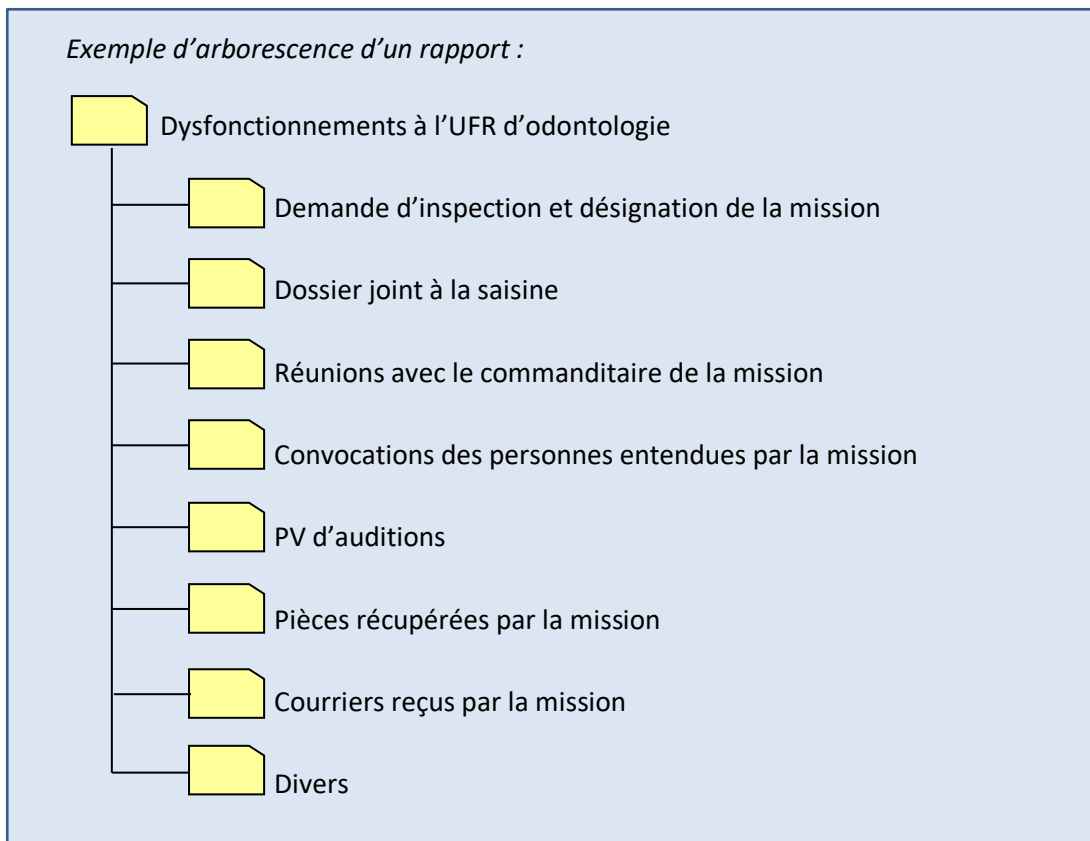 Exemple d’arborescence d’un rapport :
Dysfonctionnements à l’UFR d’odontologie
Demande d’inspection et désignation de la mission
Dossier joint à la saisine
Réunions avec le commanditaire de la mission
Convocations des personnes entendues par la mission
PV d’auditions
Pièces récupérées par la mission
Courriers reçus par la mission
Divers